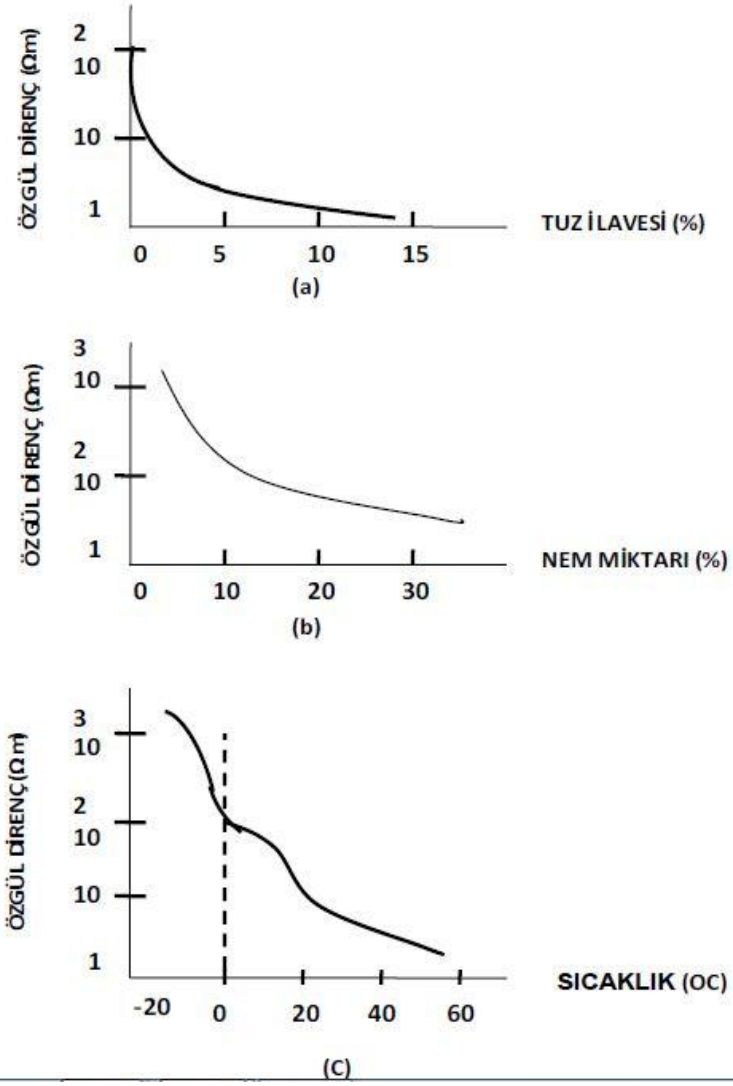 ÖZGÜL DİRENÇ (Ωm)
2
10
10
1
0 5 10 15
TUZ İLAVESİ (%)
(a)
ÖZGÜL DİRENÇ (Ωm)
3
10
2
10
1
0 10 20 30
NEM MİKTARI (%)
(b)
ÖZGÜL DİRENÇ (Ωm)
3
10
2
10
10
1
-20 0 20 40 60
SICAKLIK (OC)
(C)